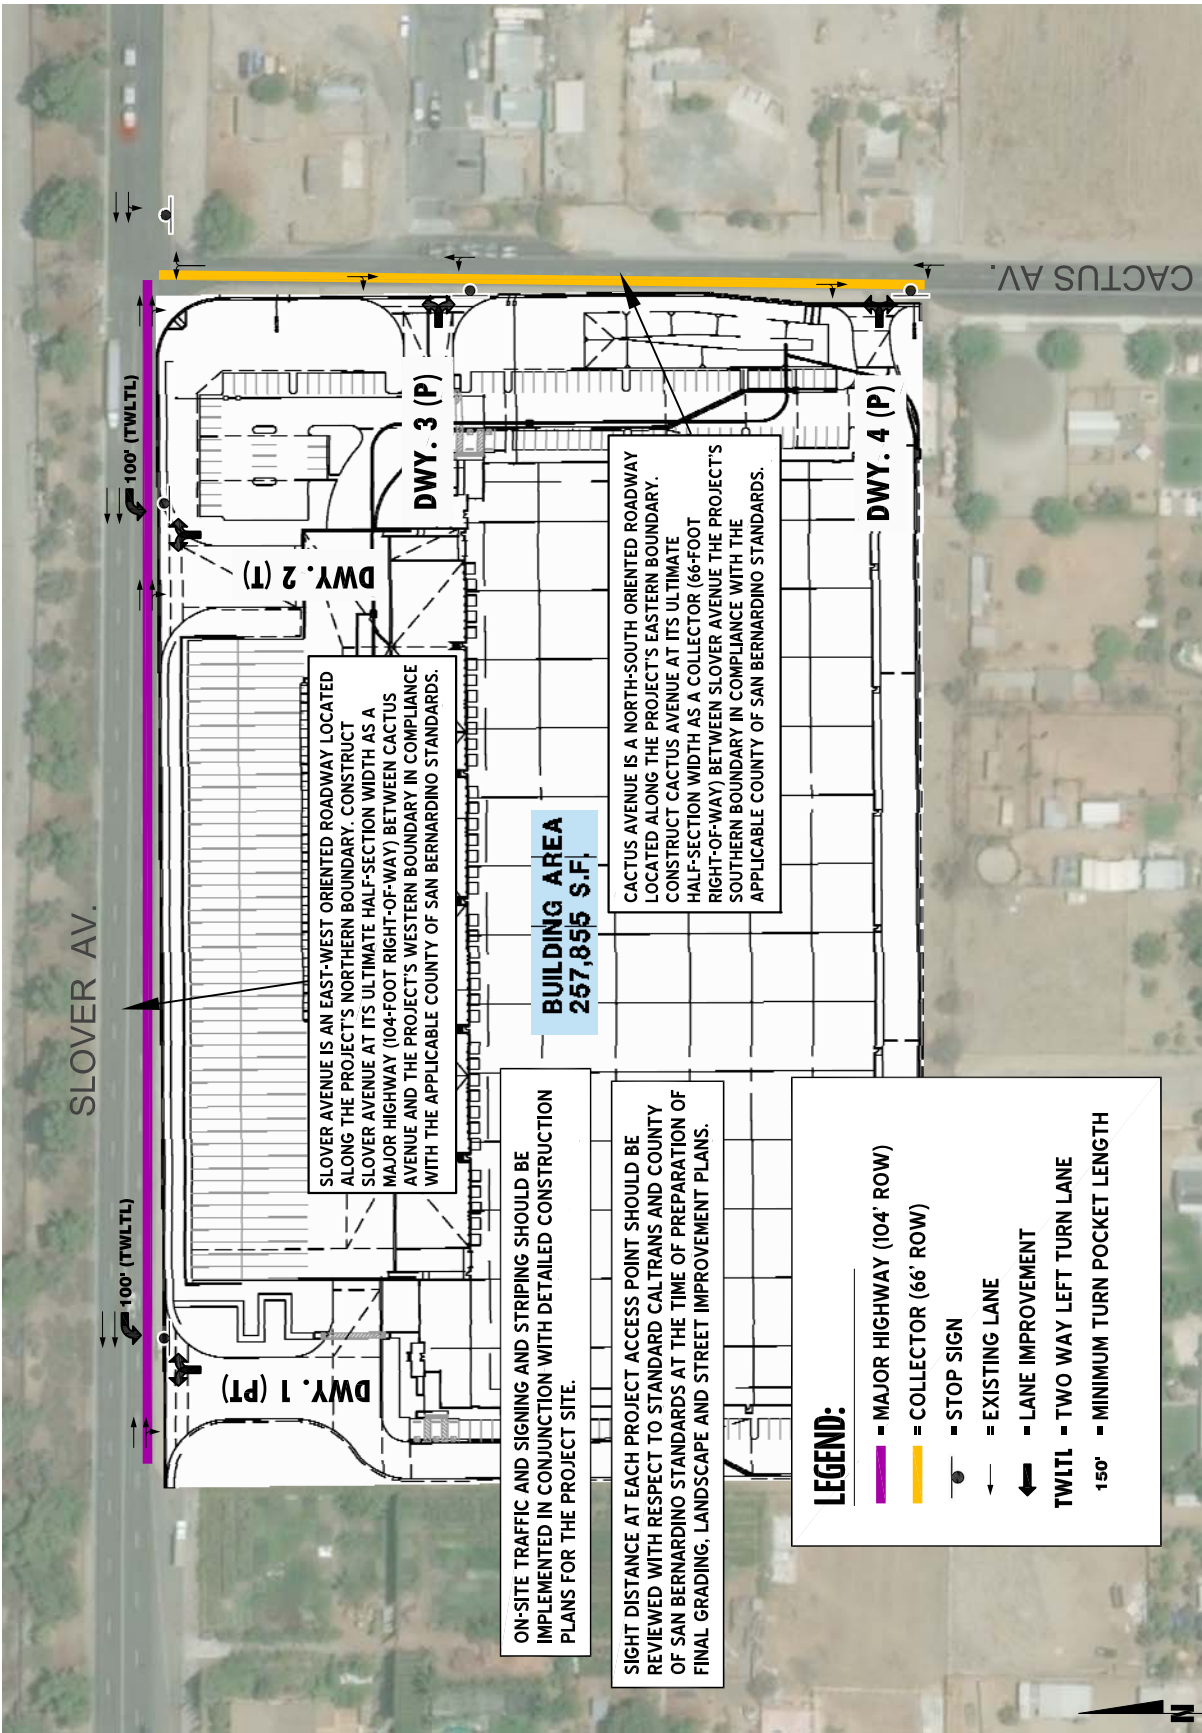 SLOVER AV.
CACTUS AV.
100' (TWLTL)
100' (TWLTL)
DWY. 1 (PT)
DWY. 2 (T)
DWY. 3 (P)
DWY. 4 (P)
SLOVER AVENUE IS AN EAST-WEST ORIENTED ROADWAY LOCATED
ALONG THE PROJECT'S NORTHERN BOUNDARY. CONSTRUCT
SLOVER AVENUE AT ITS ULTIMATE HALF-SECTION WIDTH AS A
MAJOR HIGHWAY (104-FOOT RIGHT-OF-WAY) BETWEEN CACTUS
AVENUE AND THE PROJECT'S WESTERN BOUNDARY IN COMPLIANCE
WITH THE APPLICABLE COUNTY OF SAN BERNARDINO STANDARDS.
BUILDING AREA
257,855 S.F.
CACTUS AVENUE IS A NORTH-SOUTH ORIENTED ROADWAY
LOCATED ALONG THE PROJECT'S EASTERN BOUNDARY.
CONSTRUCT CACTUS AVENUE AT ITS ULTIMATE
HALF-SECTION WIDTH AS A COLLECTOR (66-FOOT
RIGHT-OF-WAY) BETWEEN SLOVER AVENUE THE PROJECT'S
SOUTHERN BOUNDARY IN COMPLIANCE WITH THE
APPLICABLE COUNTY OF SAN BERNARDINO STANDARDS.
ON-SITE TRAFFIC AND SIGNING AND STRIPING SHOULD BE
IMPLEMENTED IN CONJUNCTION WITH DETAILED CONSTRUCTION
PLANS FOR THE PROJECT SITE.
SIGHT DISTANCE AT EACH PROJECT ACCESS POINT SHOULD BE
REVIEWED WITH RESPECT TO STANDARD CALTRANS AND COUNTY
OF SAN BERNARDINO STANDARDS AT THE TIME OF PREPARATION OF
FINAL GRADING, LANDSCAPE AND STREET IMPROVEMENT PLANS.
LEGEND:
= MAJOR HIGHWAY (104' ROW)
= COLLECTOR (66' ROW)
= STOP SIGN
= EXISTING LANE
= LANE IMPROVEMENT
TWLTL = TWO WAY LEFT TURN LANE
150' = MINIMUM TURN POCKET LENGTH
N